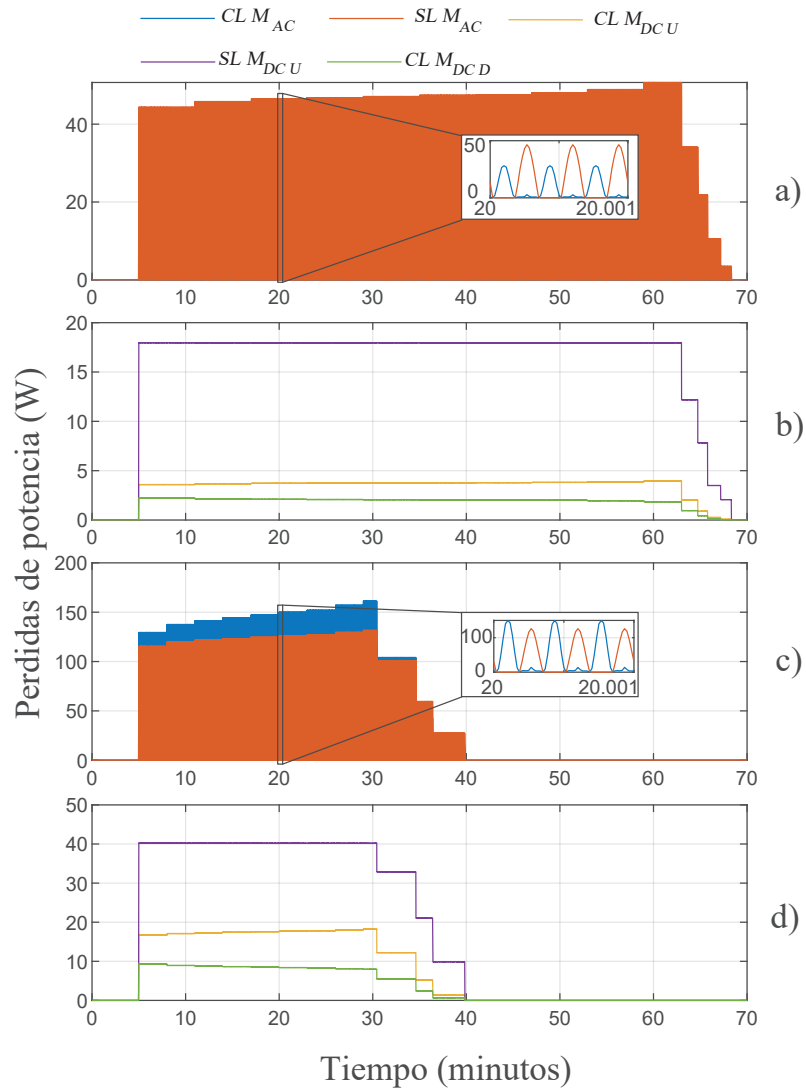 CL M_AC SL M_AC CL M_DC U
SL M_DC U CL M_DC D
Perdidas de potencia (W)
40
20
0
0 10 20 30 40 50 60 70
50
0
20 20.001
a)
20
15
10
5
0
0 10 20 30 40 50 60 70
b)
200
150
100
50
0
0 10 20 30 40 50 60 70
100
0
20 20.001
c)
50
40
30
20
10
0
0 10 20 30 40 50 60 70
d)
Tiempo (minutos)